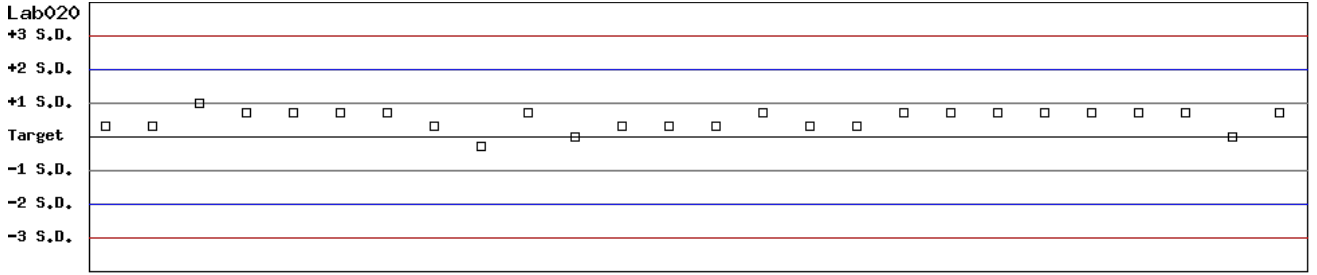 Lab020
+3 S.D.
+2 S.D.
+1 S.D.
Target
-1 S.D.
-2 S.D.
-3 S.D.